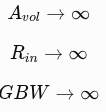 A_{vol} → ∞
R_{in} → ∞
GBW → ∞